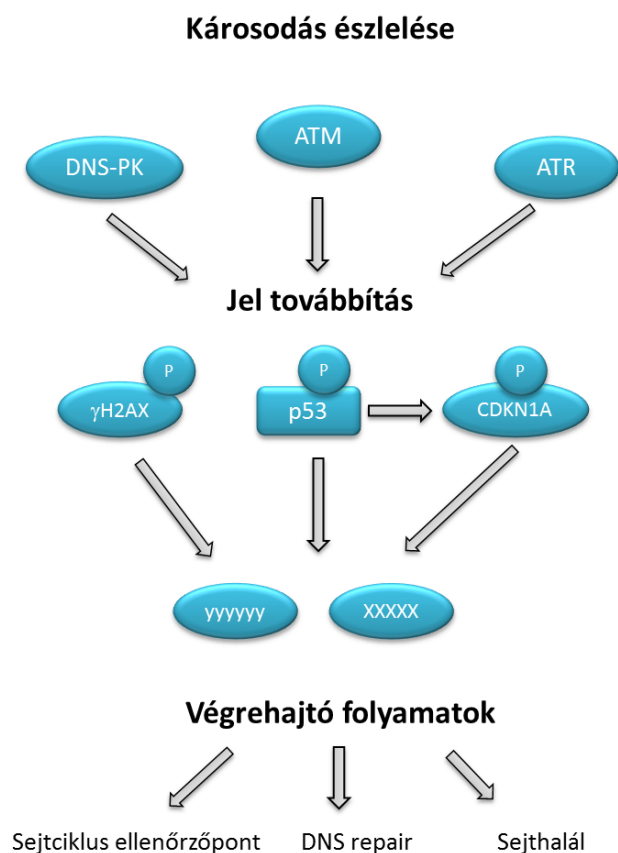 Károsodás észlelése
DNS-PK
ATM
ATR
Jel továbbítás
P
P
P
γH2AX
p53
CDKN1A
yyyyyy
XXXXX
Végrehajtó folyamatok
Sejtciklus ellenőrzőpont
DNS repair
Sejthalál